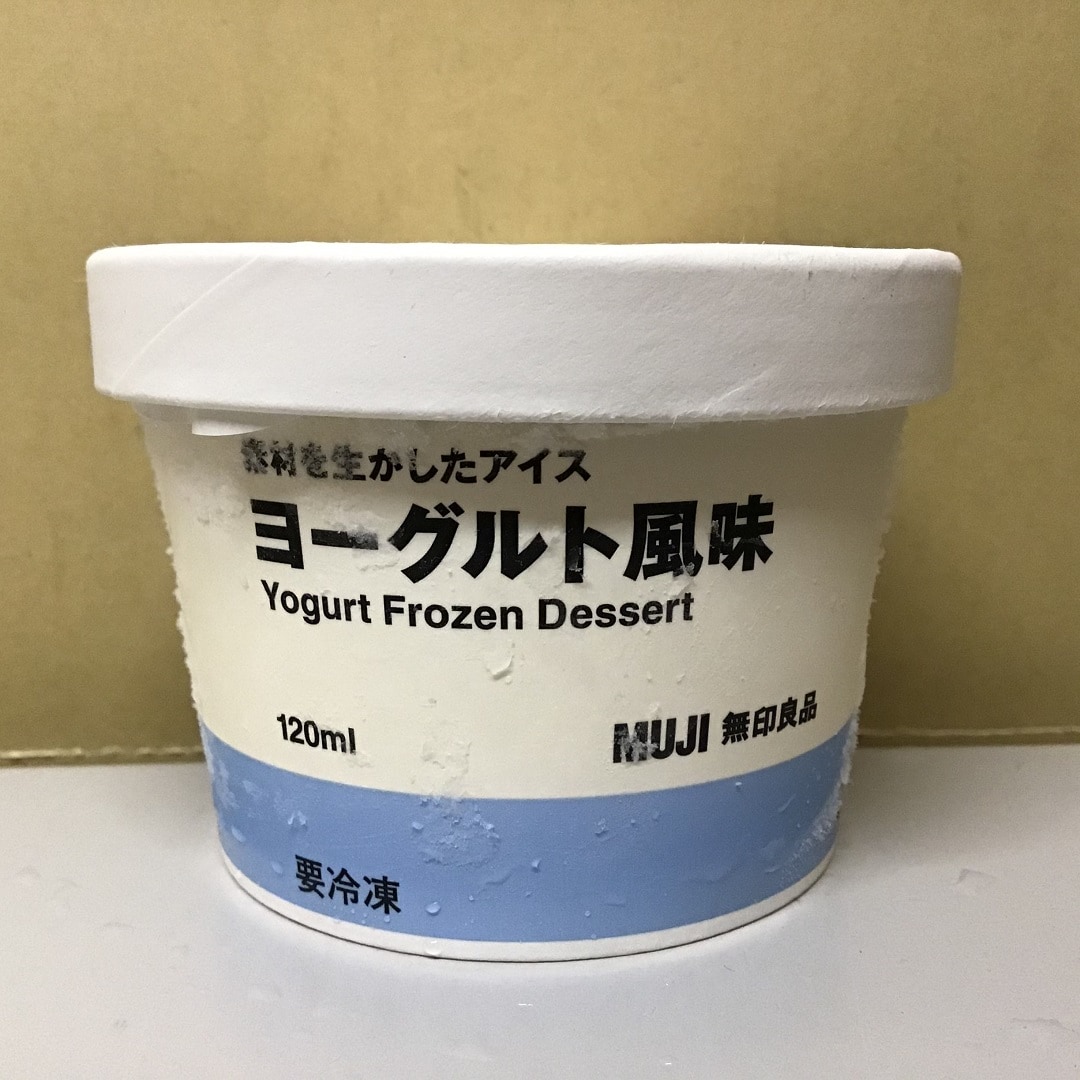 素材を生かしたアイス
ヨーグルト風味
Yogurt Frozen Dessert
120ml
MUJI 無印良品
要冷凍